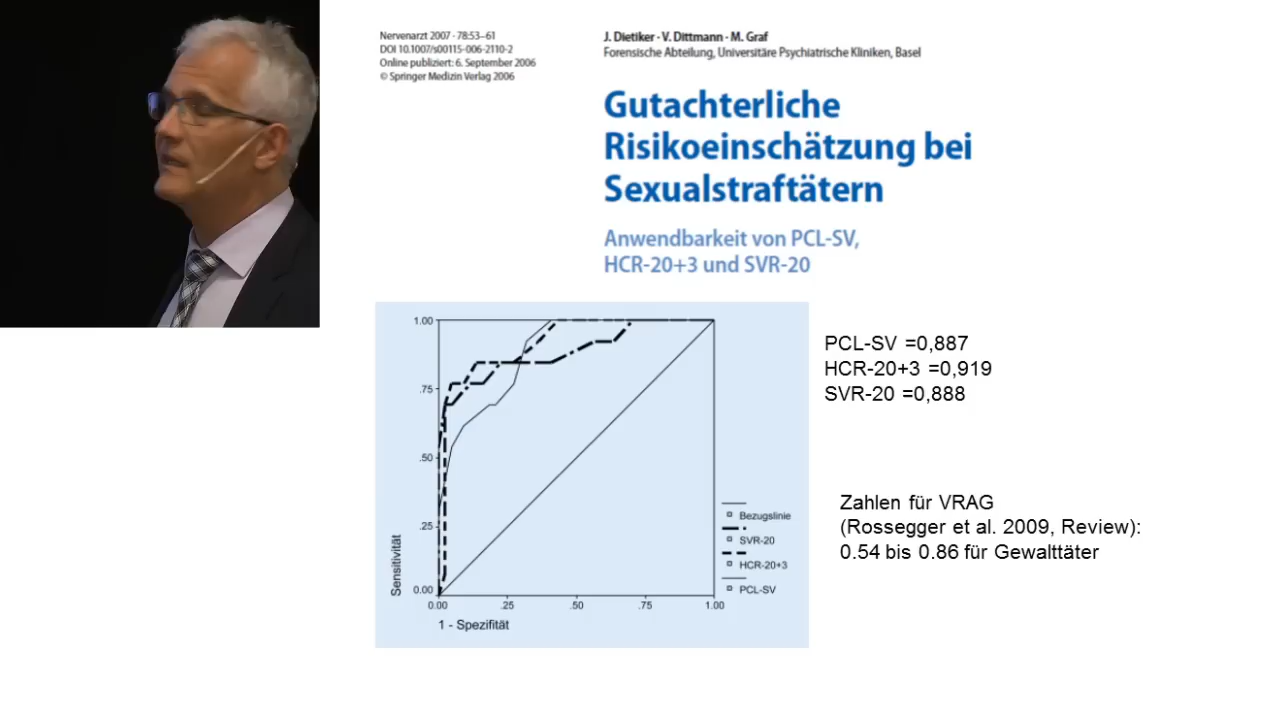 Nervenarzt 2007 · 78:53–61
DOI 10.1007/s00115-006-2110-2
Online publiziert: 6. September 2006
© Springer Medizin Verlag 2006
J. Dietiker · V. Dittmann · M. Graf
Forensische Abteilung, Universitäre Psychiatrische Kliniken, Basel
Gutachterliche
Risikoeinschätzung bei
Sexualstraftätern
Anwendbarkeit von PCL-SV,
HCR-20+3 und SVR-20
1.00
.75
.50
.25
0.00
Sensitivität
0.00 .25 .50 .75 1.00
1 - Spezifität
Bezugslinie
SVR-20
HCR-20+3
PCL-SV
PCL-SV =0,887
HCR-20+3 =0,919
SVR-20 =0,888
Zahlen für VRAG
(Rossegger et al. 2009, Review):
0.54 bis 0.86 für Gewalttäter